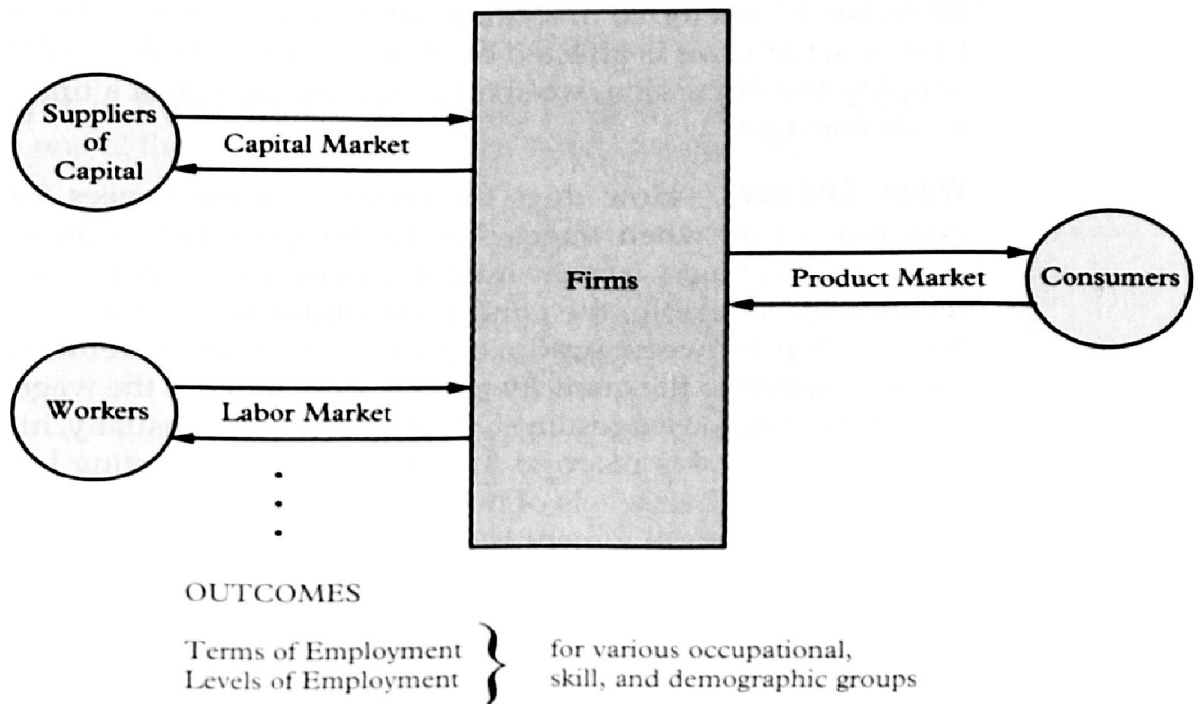 Suppliers
of
Capital
Capital Market
Firms
Product Market
Consumers
Workers
Labor Market
OUTCOMES
Terms of Employment
Levels of Employment
for various occupational,
skill, and demographic groups